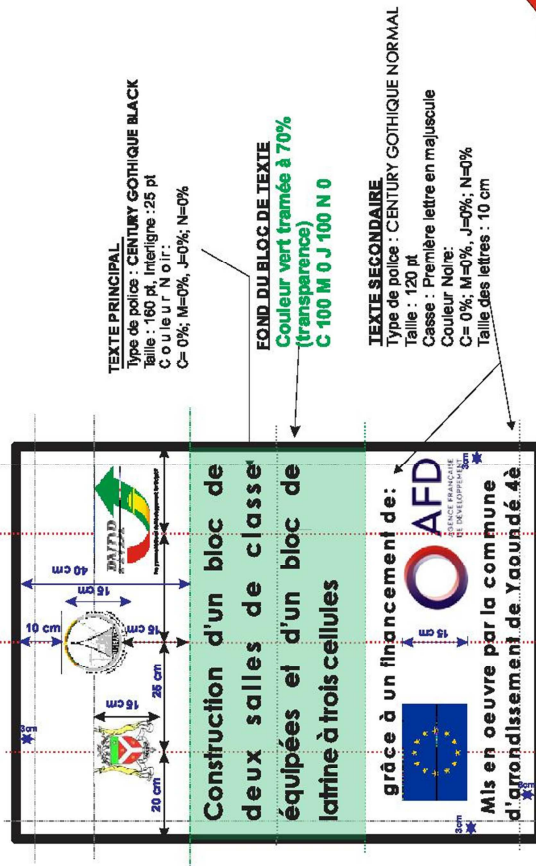 3cm
10 cm
40 cm
15 cm
15 cm
15 cm
15 cm
20 cm
25 cm
Construction d'un bloc de
deux salles de classe
équipées et d'un bloc de
latrine à trois cellules
grâce à un financement de:
15 cm
AFD
AGENCE FRANÇAISE
DE DÉVELOPPEMENT
3cm
Mis en oeuvre par la commune
d'arrondissement de Yaoundé 4è
3cm
3cm
TEXTE PRINCIPAL
Type de police : CENTURY GOTHIQUE BLACK
Taille : 160 pt, Interligne : 25 pt
Couleur Noir:
C= 0%; M=0%, J=0%; N=0%
FOND DU BLOC DE TEXTE
Couleur vert tramée à 70%
(transparence)
C 100 M 0 J 100 N 0
TEXTE SECONDAIRE
Type de police : CENTURY GOTHIQUE NORMAL
Taille : 120 pt
Casse : Première lettre en majuscule
Couleur Noire:
C= 0%; M=0%, J=0%; N=0%
Taille des lettres : 10 cm